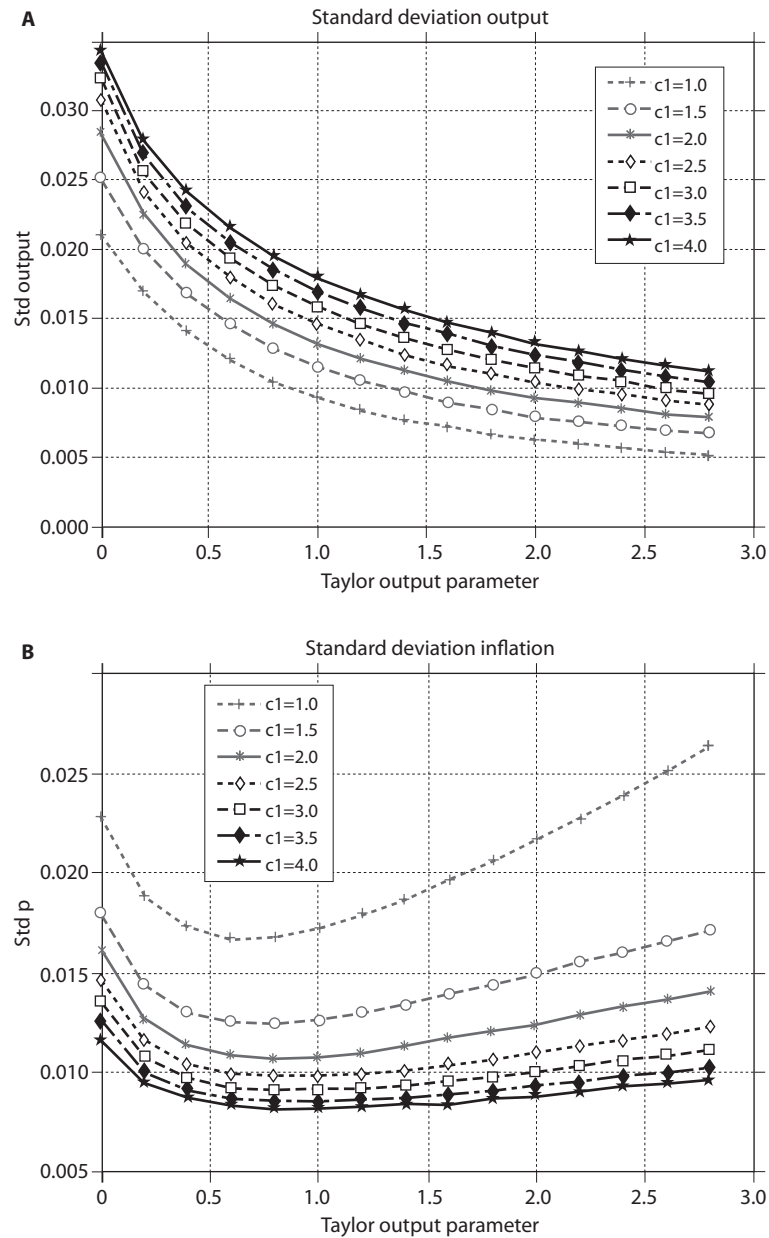 A
Standard deviation output
Std output
0.030
0.025
0.020
0.015
0.010
0.005
0.000
c1=1.0
c1=1.5
c1=2.0
c1=2.5
c1=3.0
c1=3.5
c1=4.0
0 0.5 1.0 1.5 2.0 2.5 3.0
Taylor output parameter
B
Standard deviation inflation
Std p
0.025
0.020
0.015
0.010
0.005
c1=1.0
c1=1.5
c1=2.0
c1=2.5
c1=3.0
c1=3.5
c1=4.0
0 0.5 1.0 1.5 2.0 2.5 3.0
Taylor output parameter